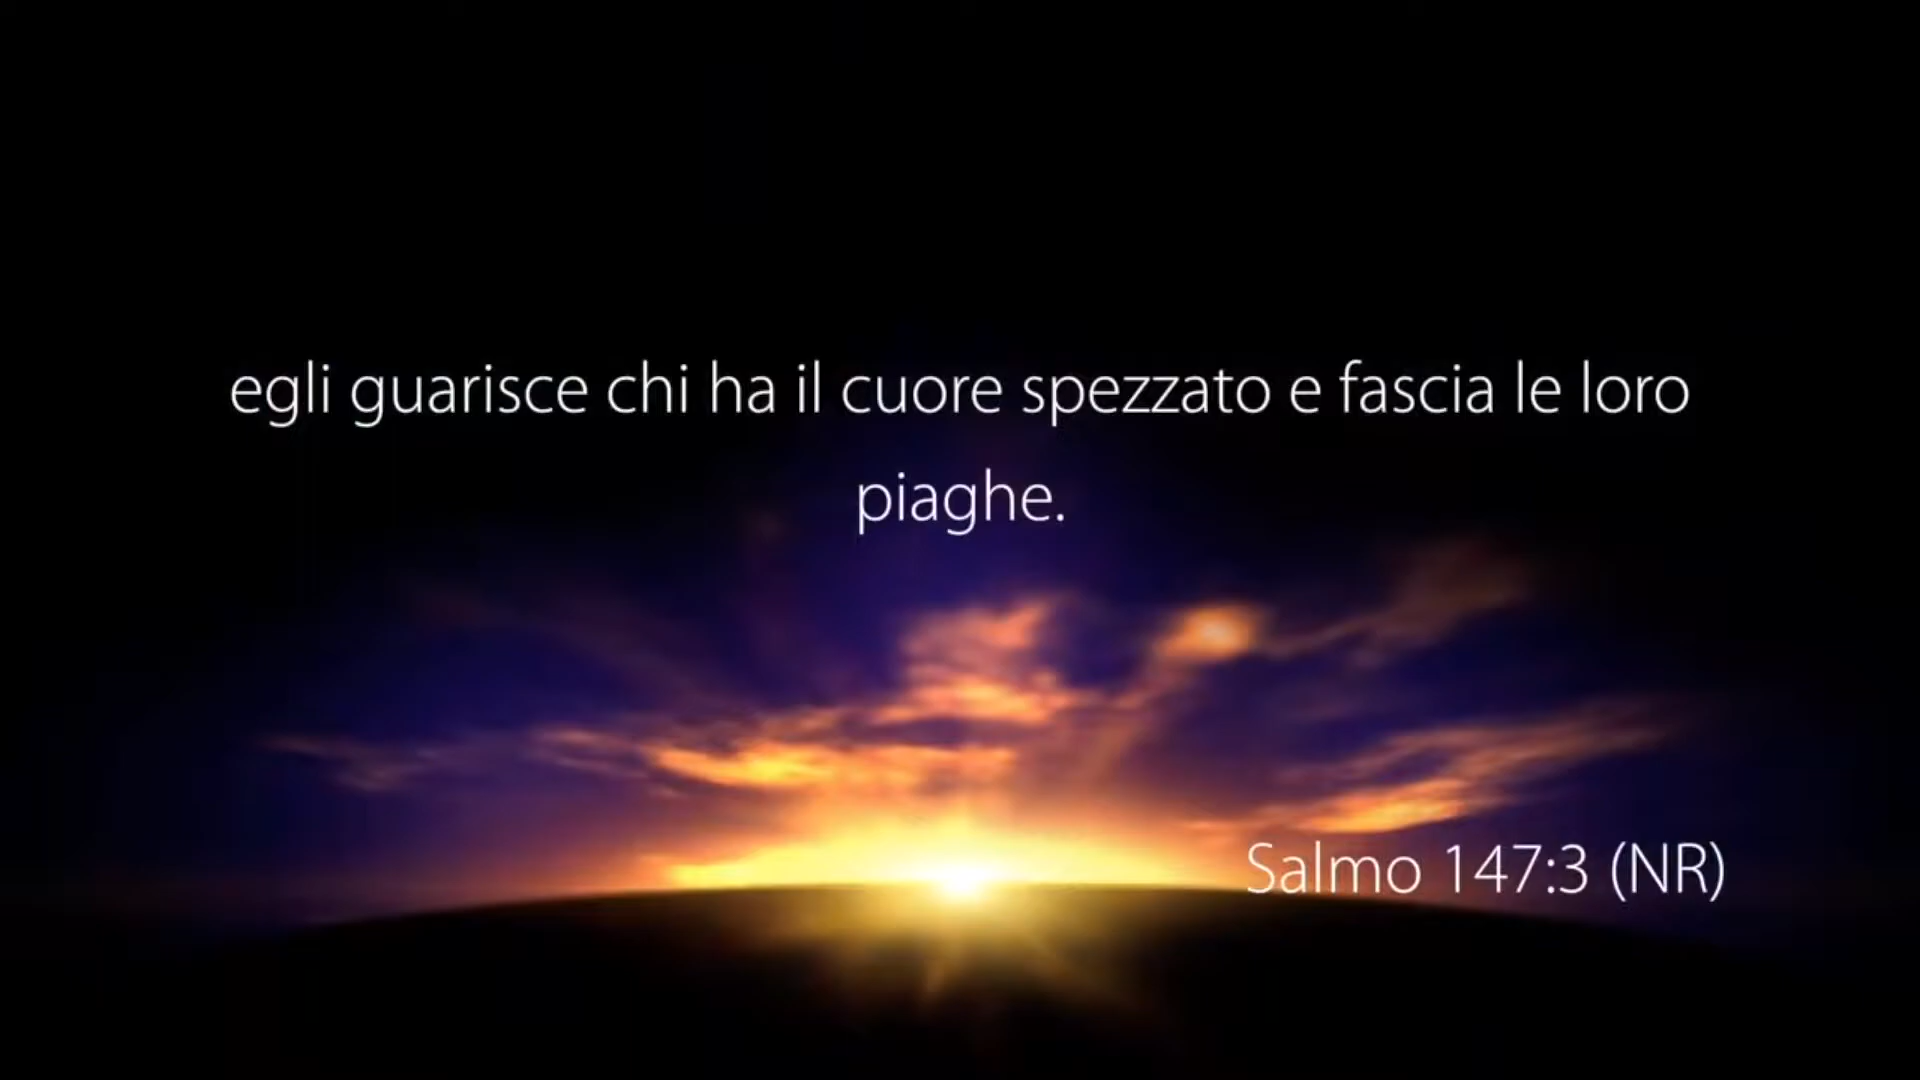 egli guarisce chi ha il cuore spezzato e fascia le loro
piaghe.
Salmo 147:3 (NR)